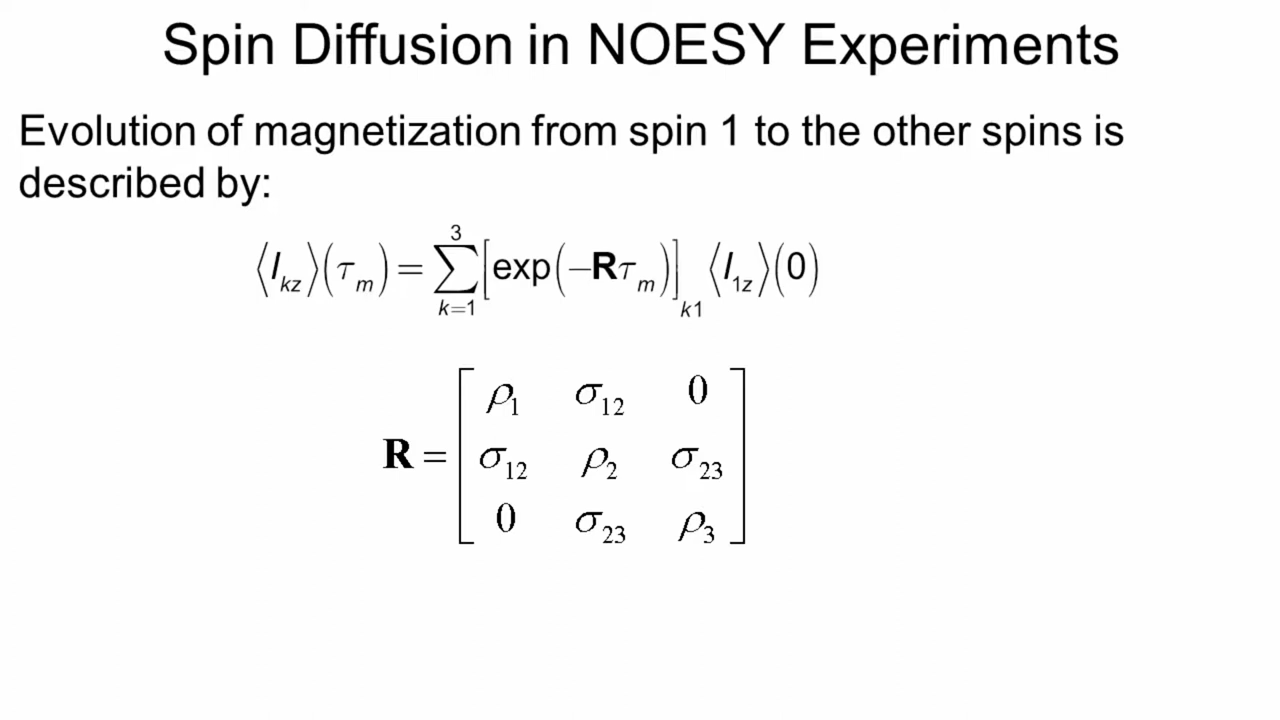 Spin Diffusion in NOESY Experiments
Evolution of magnetization from spin 1 to the other spins is
described by:
⟨I_kz⟩(τ_m) = ∑_{k=1}^{3} [exp(−Rτ_m)]_{k1} ⟨I_1z⟩(0)
R = [ ρ_1 σ_12 0
σ_12 ρ_2 σ_23
0 σ_23 ρ_3 ]